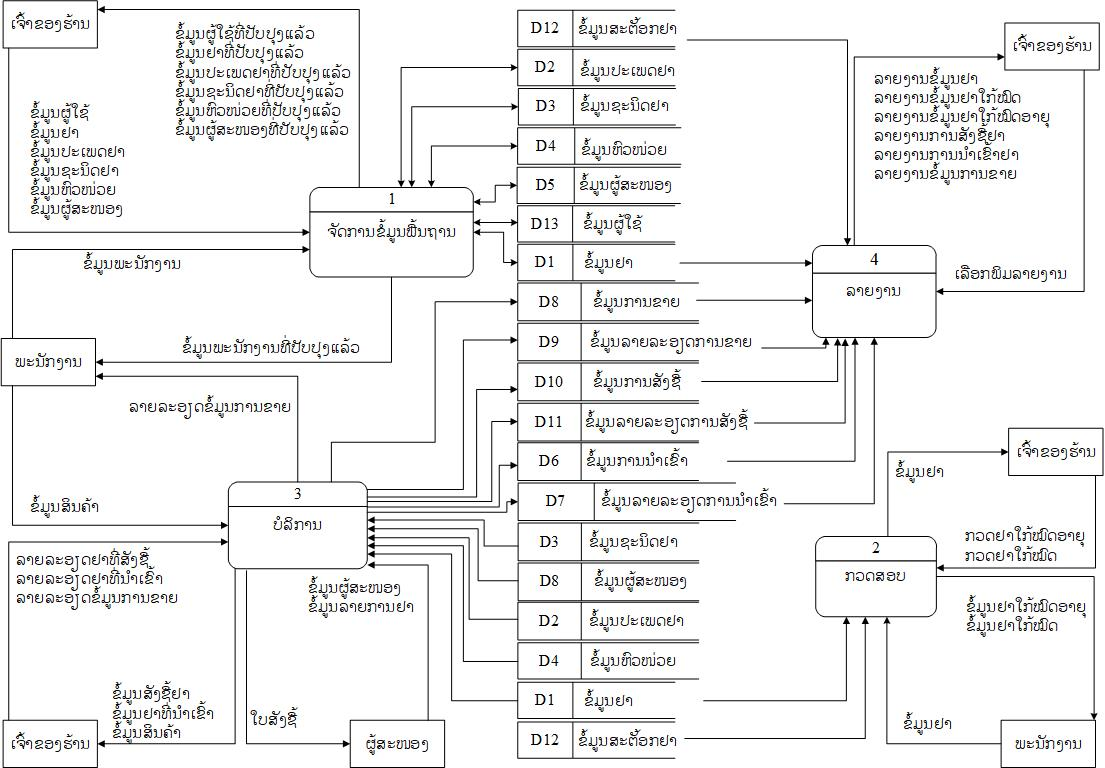 ເຈົ້າຂອງຮ້ານ
ຂໍ້ມູນຜູ້ໃຊ້ທີ່ປັບປຸງແລ້ວ
ຂໍ້ມູນຢາທີ່ປັບປຸງແລ້ວ
ຂໍ້ມູນປະເພດຢາທີ່ປັບປຸງແລ້ວ
ຂໍ້ມູນຊະນິດຢາທີ່ປັບປຸງແລ້ວ
ຂໍ້ມູນຫົວໜ່ວຍທີ່ປັບປຸງແລ້ວ
ຂໍ້ມູນຜູ້ສະໜອງທີ່ປັບປຸງແລ້ວ
ຂໍ້ມູນຜູ້ໃຊ້
ຂໍ້ມູນຢາ
ຂໍ້ມູນປະເພດຢາ
ຂໍ້ມູນຊະນິດຢາ
ຂໍ້ມູນຫົວໜ່ວຍ
ຂໍ້ມູນຜູ້ສະໜອງ
1
ຈັດການຂໍ້ມູນພື້ນຖານ
ຂໍ້ມູນພະນັກງານ
ຂໍ້ມູນພະນັກງານທີ່ປັບປຸງແລ້ວ
ພະນັກງານ
ລາຍລະອຽດຂໍ້ມູນການຂາຍ
ຂໍ້ມູນສິນຄ້າ
3
ບໍລິການ
ລາຍລະອຽດຢາທີ່ສັ່ງຊື້
ລາຍລະອຽດຢາທີ່ນຳເຂົ້າ
ລາຍລະອຽດຂໍ້ມູນການຂາຍ
ຂໍ້ມູນຜູ້ສະໜອງ
ຂໍ້ມູນລາຍການຢາ
ຂໍ້ມູນສັ່ງຊື້ຢາ
ຂໍ້ມູນຢາທີ່ນຳເຂົ້າ
ຂໍ້ມູນສິນຄ້າ
ໃບສັ່ງຊື້
ເຈົ້າຂອງຮ້ານ
ຜູ້ສະໜອງ
D12 ຂໍ້ມູນສະຕ໊ອກຢາ
D2 ຂໍ້ມູນປະເພດຢາ
D3 ຂໍ້ມູນຊະນິດຢາ
D4 ຂໍ້ມູນຫົວໜ່ວຍ
D5 ຂໍ້ມູນຜູ້ສະໜອງ
D13 ຂໍ້ມູນຜູ້ໃຊ້
D1 ຂໍ້ມູນຢາ
D8 ຂໍ້ມູນການຂາຍ
D9 ຂໍ້ມູນລາຍລະອຽດການຂາຍ
D10 ຂໍ້ມູນການສັ່ງຊື້
D11 ຂໍ້ມູນລາຍລະອຽດການສັ່ງຊື້
D6 ຂໍ້ມູນການນຳເຂົ້າ
D7 ຂໍ້ມູນລາຍລະອຽດການນຳເຂົ້າ
D3 ຂໍ້ມູນຊະນິດຢາ
D8 ຂໍ້ມູນຜູ້ສະໜອງ
D2 ຂໍ້ມູນປະເພດຢາ
D4 ຂໍ້ມູນຫົວໜ່ວຍ
D1 ຂໍ້ມູນຢາ
D12 ຂໍ້ມູນສະຕ໊ອກຢາ
ເຈົ້າຂອງຮ້ານ
ລາຍງານຂໍ້ມູນຢາ
ລາຍງານຂໍ້ມູນຢາໃກ້ໝົດ
ລາຍງານຂໍ້ມູນຢາໃກ້ໝົດອາຍຸ
ລາຍງານການສັ່ງຊື້ຢາ
ລາຍງານການນຳເຂົ້າຢາ
ລາຍງານຂໍ້ມູນການຂາຍ
4
ລາຍງານ
ເລືອກພິມລາຍງານ
ເຈົ້າຂອງຮ້ານ
ຂໍ້ມູນຢາ
ກວດຢາໃກ້ໝົດອາຍຸ
ກວດຢາໃກ້ໝົດ
2
ກວດສອບ
ຂໍ້ມູນຢາໃກ້ໝົດອາຍຸ
ຂໍ້ມູນຢາໃກ້ໝົດ
ຂໍ້ມູນຢາ
ພະນັກງານ